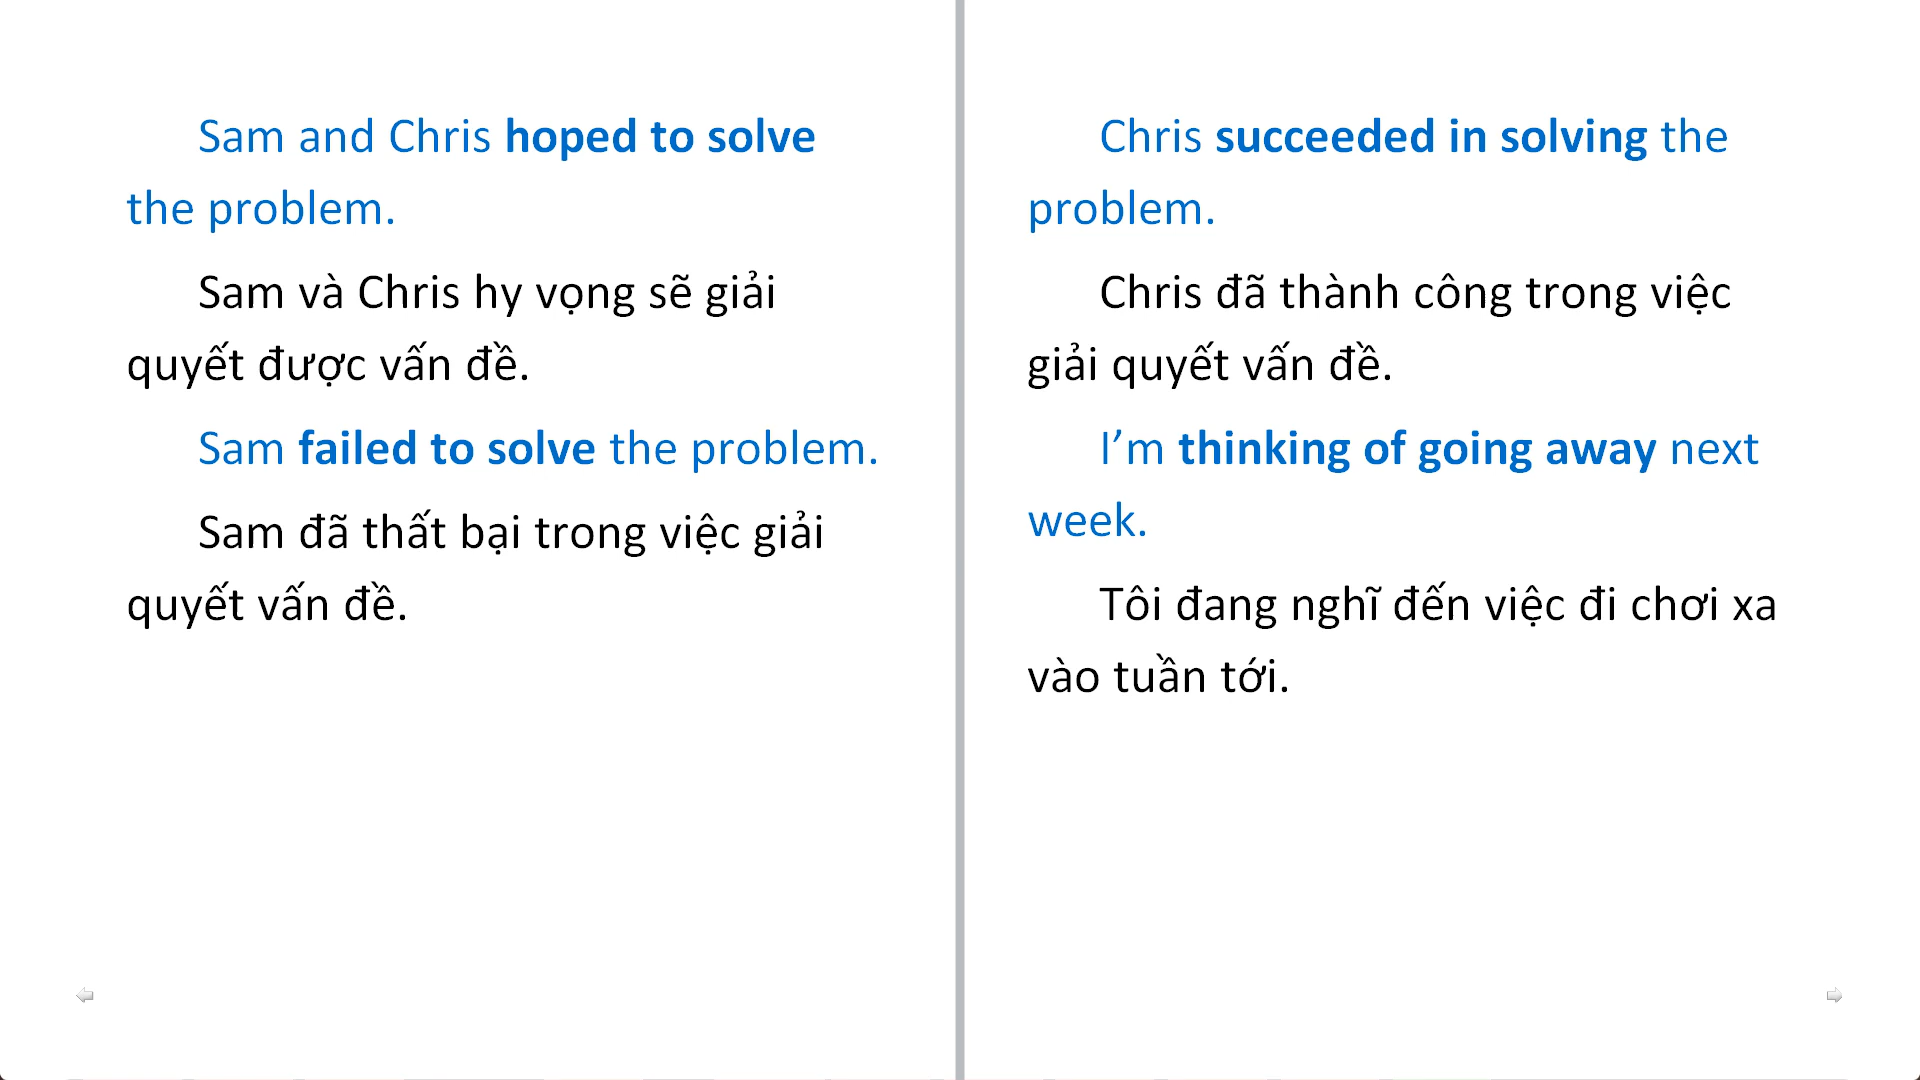 Sam and Chris hoped to solve
the problem.
Sam và Chris hy vọng sẽ giải
quyết được vấn đề.
Sam failed to solve the problem.
Sam đã thất bại trong việc giải
quyết vấn đề.
Chris succeeded in solving the
problem.
Chris đã thành công trong việc
giải quyết vấn đề.
I’m thinking of going away next
week.
Tôi đang nghĩ đến việc đi chơi xa
vào tuần tới.